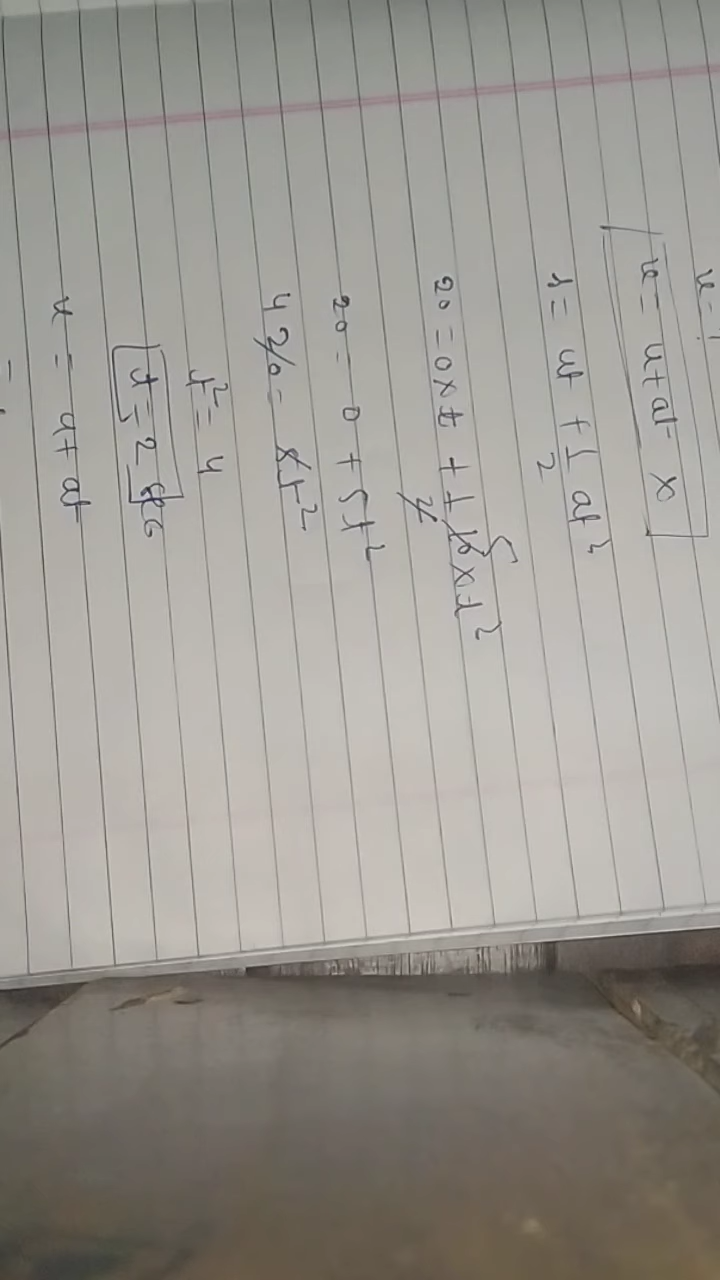 v = u + at x
s = ut + 1/2 at²
20 = 0 x t + 1/2 10 x t² 5
20 = 0 + 5t²
4 20 = 5t²
t² = 4
t = 2 sec
v = u + at